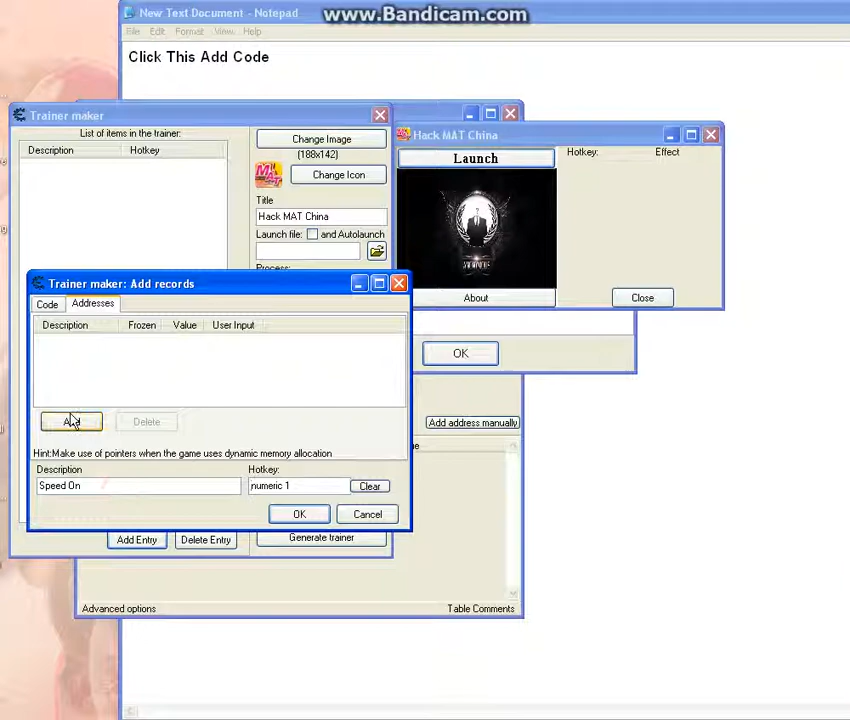 New Text Document - Notepad
www.Bandicam.com
File Edit Format View Help
Click This Add Code
Trainer maker
List of items in the trainer:
Description Hotkey
Change Image
(188x142)
Change Icon
Title
Hack MAT China
Launch file: and Autolaunch
Process:
Hack MAT China
Launch
Hotkey: Effect
About
Close
OK
Trainer maker: Add records
Code Addresses
Description Frozen Value User Input
Add
Delete
Add address manually
Hint:Make use of pointers when the game uses dynamic memory allocation
Description
Hotkey:
Speed On
numeric 1
Clear
OK
Cancel
Add Entry
Delete Entry
Generate trainer
Advanced options
Table Comments